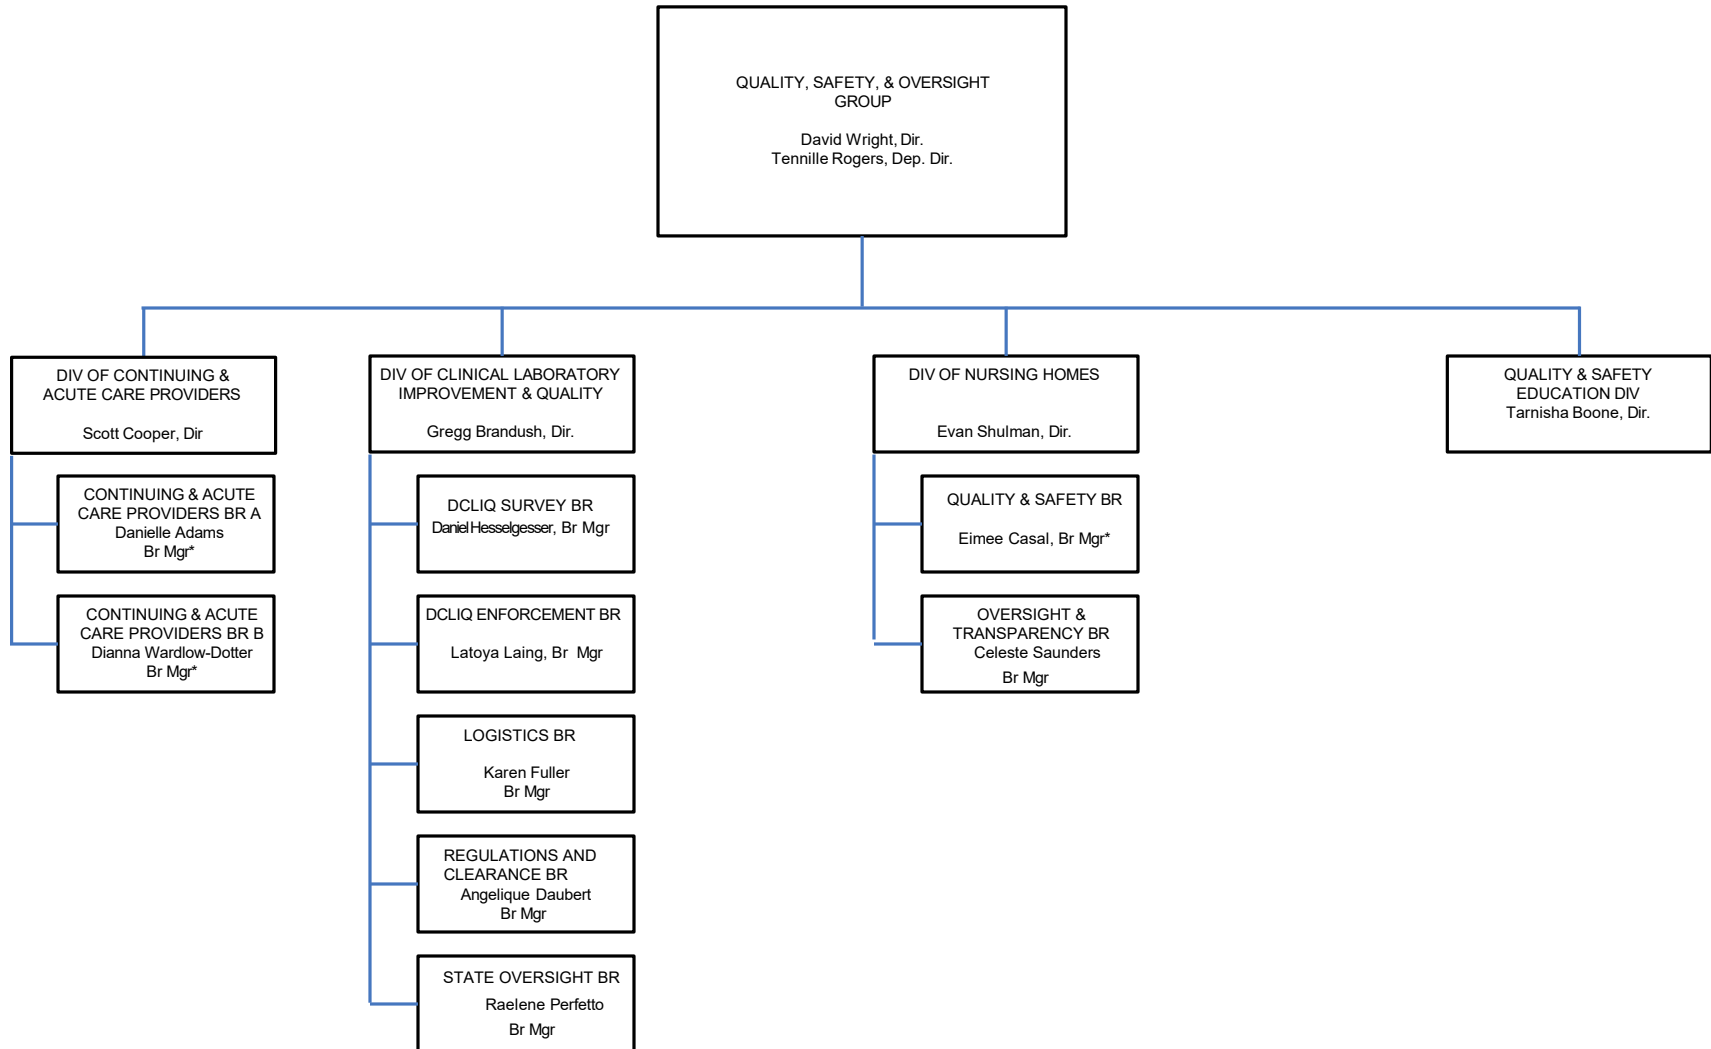 QUALITY, SAFETY, & OVERSIGHT
GROUP
David Wright, Dir.
Tennille Rogers, Dep. Dir.
DIV OF CONTINUING &
ACUTE CARE PROVIDERS
Scott Cooper, Dir
CONTINUING & ACUTE
CARE PROVIDERS BR A
Danielle Adams
Br Mgr*
CONTINUING & ACUTE
CARE PROVIDERS BR B
Dianna Wardlow-Dotter
Br Mgr*
DIV OF CLINICAL LABORATORY
IMPROVEMENT & QUALITY
Gregg Brandush, Dir.
DCLIQ SURVEY BR
Daniel Hesselgesser, Br Mgr
DCLIQ ENFORCEMENT BR
Latoya Laing, Br Mgr
LOGISTICS BR
Karen Fuller
Br Mgr
REGULATIONS AND
CLEARANCE BR
Angelique Daubert
Br Mgr
STATE OVERSIGHT BR
Raelene Perfetto
Br Mgr
DIV OF NURSING HOMES
Evan Shulman, Dir.
QUALITY & SAFETY BR
Eimee Casal, Br Mgr*
OVERSIGHT &
TRANSPARENCY BR
Celeste Saunders
Br Mgr
QUALITY & SAFETY
EDUCATION DIV
Tarnisha Boone, Dir.